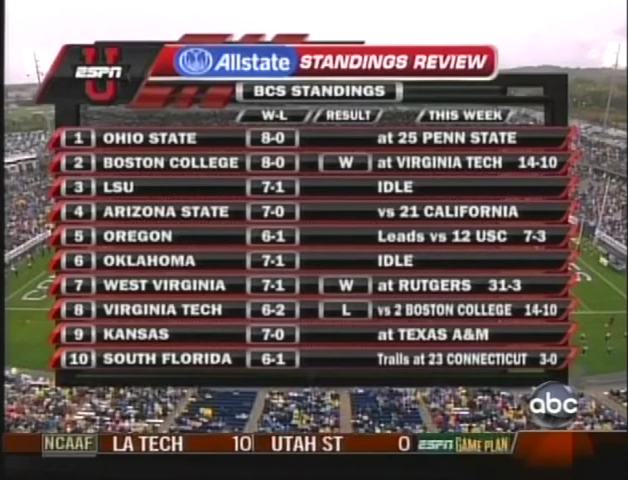 ESPN U Allstate STANDINGS REVIEW
BCS STANDINGS
W-L RESULT THIS WEEK
1 OHIO STATE 8-0 at 25 PENN STATE
2 BOSTON COLLEGE 8-0 W at VIRGINIA TECH 14-10
3 LSU 7-1 IDLE
4 ARIZONA STATE 7-0 vs 21 CALIFORNIA
5 OREGON 6-1 Leads vs 12 USC 7-3
6 OKLAHOMA 7-1 IDLE
7 WEST VIRGINIA 7-1 W at RUTGERS 31-3
8 VIRGINIA TECH 6-2 L vs 2 BOSTON COLLEGE 14-10
9 KANSAS 7-0 at TEXAS A&M
10 SOUTH FLORIDA 6-1 Trails at 23 CONNECTICUT 3-0
abc
NCAAF LA TECH 10 UTAH ST 0 ESPN GAME PLAN